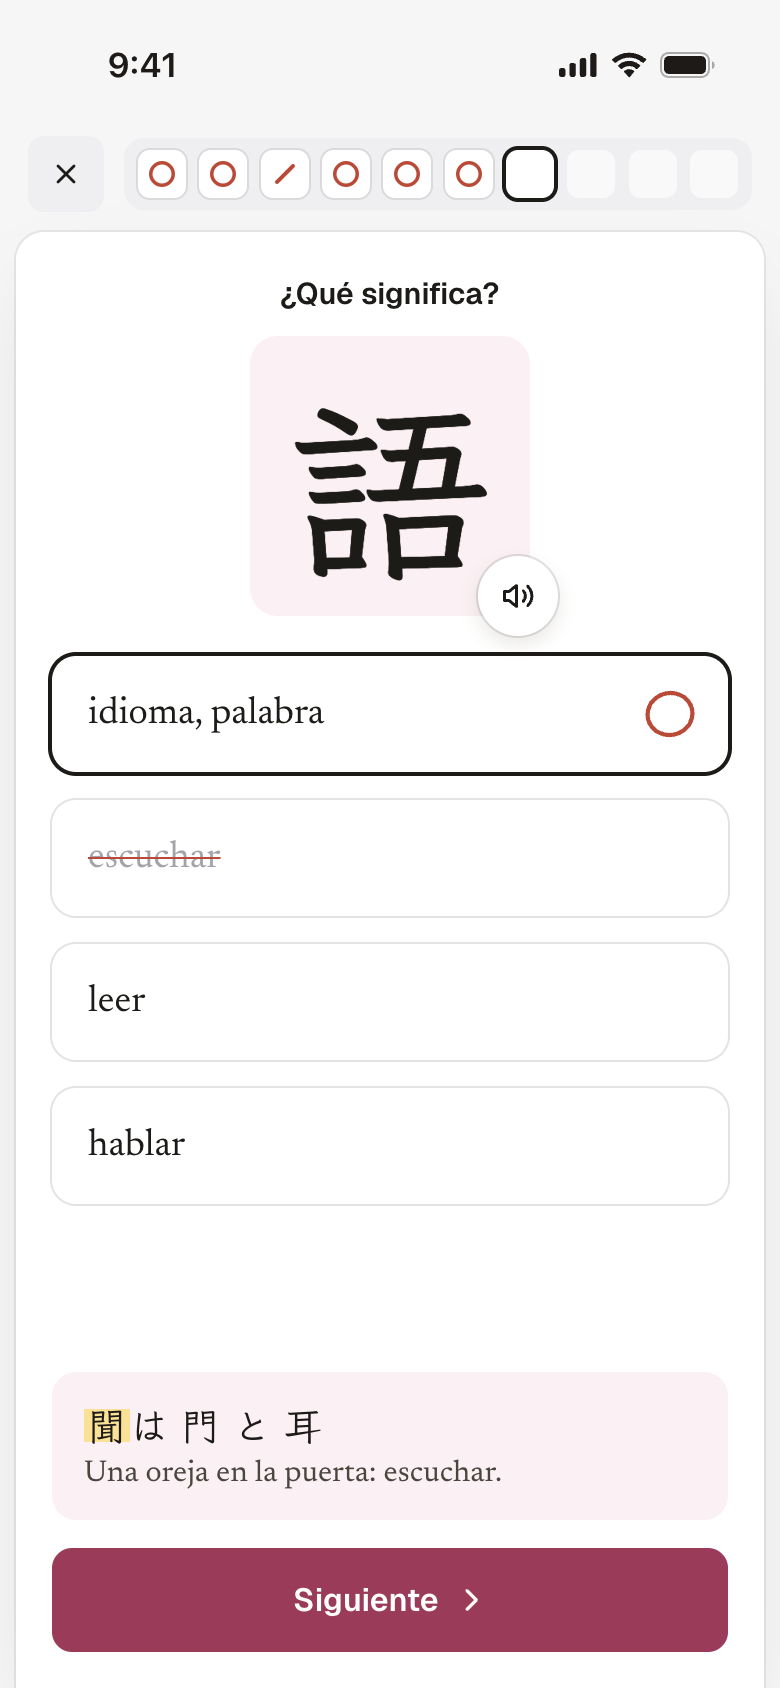 9:41
¿Qué significa?
語
idioma, palabra
escuchar
leer
hablar
聞は 門 と 耳
Una oreja en la puerta: escuchar.
Siguiente